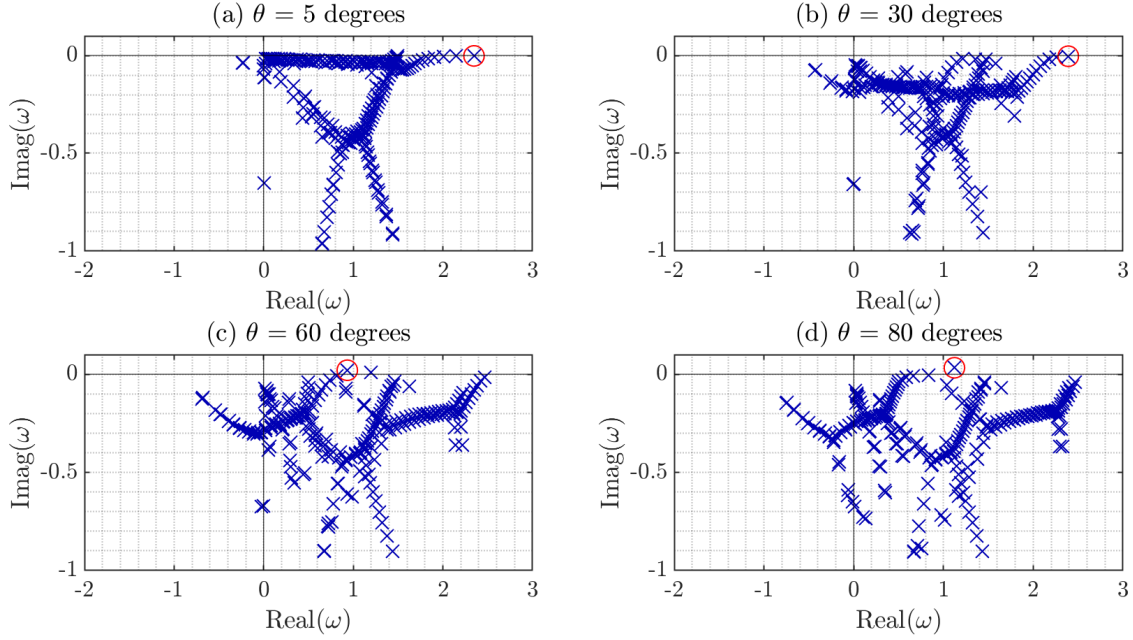 (a) θ = 5 degrees
0
-0.5
-1
Imag(ω)
-2 -1 0 1 2 3
Real(ω)
(b) θ = 30 degrees
0
-0.5
-1
Imag(ω)
-2 -1 0 1 2 3
Real(ω)
(c) θ = 60 degrees
0
-0.5
-1
Imag(ω)
-2 -1 0 1 2 3
Real(ω)
(d) θ = 80 degrees
0
-0.5
-1
Imag(ω)
-2 -1 0 1 2 3
Real(ω)